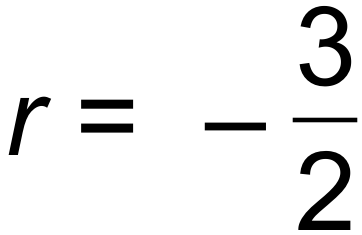 r = - 3/2